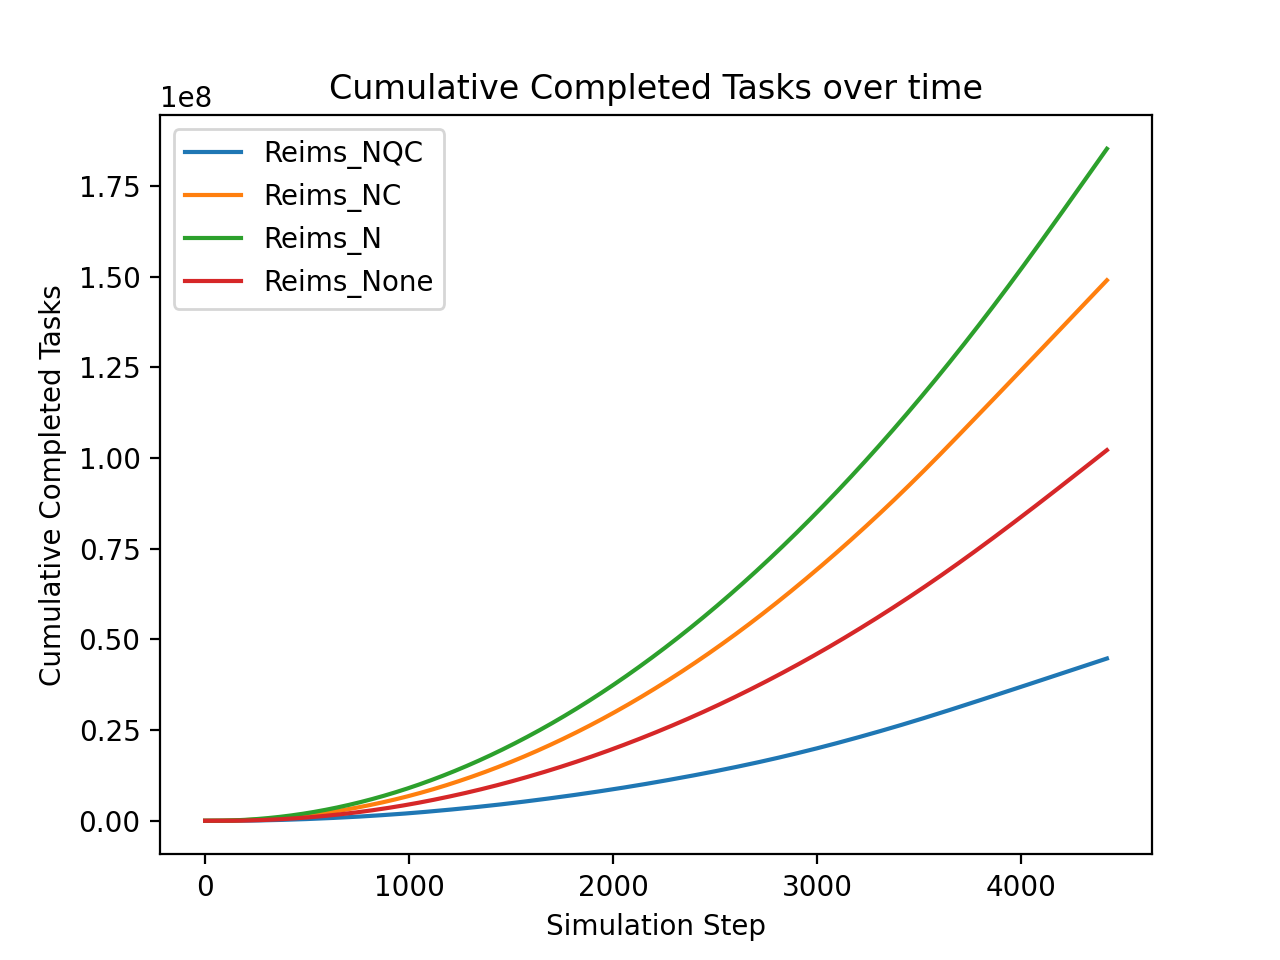 Cumulative Completed Tasks over time
1e8
Reims_NQC
Reims_NC
Reims_N
Reims_None
Cumulative Completed Tasks
1.75
1.50
1.25
1.00
0.75
0.50
0.25
0.00
0 1000 2000 3000 4000
Simulation Step